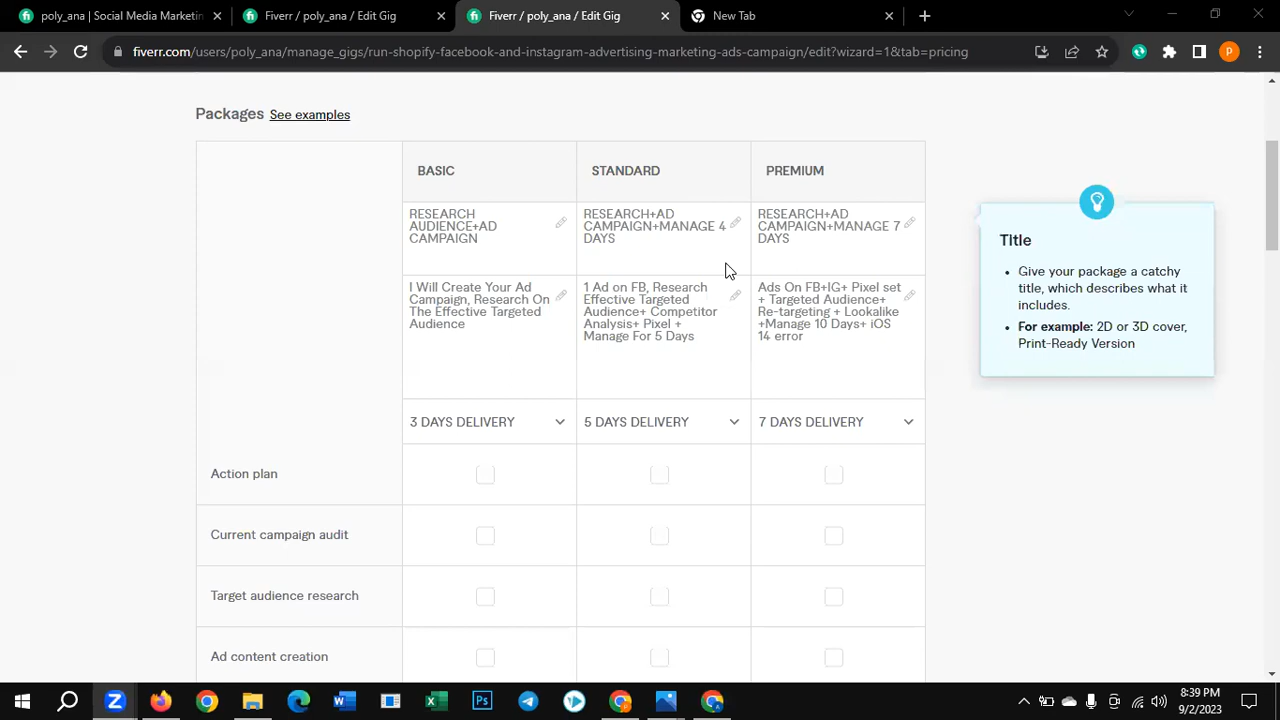 poly_ana | Social Media Marketin
Fiverr / poly_ana / Edit Gig
Fiverr / poly_ana / Edit Gig
New Tab
fiverr.com/users/poly_ana/manage_gigs/run-shopify-facebook-and-instagram-advertising-marketing-ads-campaign/edit?wizard=1&tab=pricing
p
Packages See examples
BASIC
STANDARD
PREMIUM
RESEARCH
AUDIENCE+AD
CAMPAIGN
RESEARCH+AD
CAMPAIGN+MANAGE 4
DAYS
RESEARCH+AD
CAMPAIGN+MANAGE 7
DAYS
I Will Create Your Ad
Campaign, Research On
The Effective Targeted
Audience
1 Ad on FB, Research
Effective Targeted
Audience+ Competitor
Analysis+ Pixel +
Manage For 5 Days
Ads On FB+IG+ Pixel set
+ Targeted Audience+
Re-targeting + Lookalike
+Manage 10 Days+ iOS
14 error
3 DAYS DELIVERY
5 DAYS DELIVERY
7 DAYS DELIVERY
Action plan
Current campaign audit
Target audience research
Ad content creation
Title
Give your package a catchy
title, which describes what it
includes.
For example: 2D or 3D cover,
Print-Ready Version
8:39 PM
9/2/2023